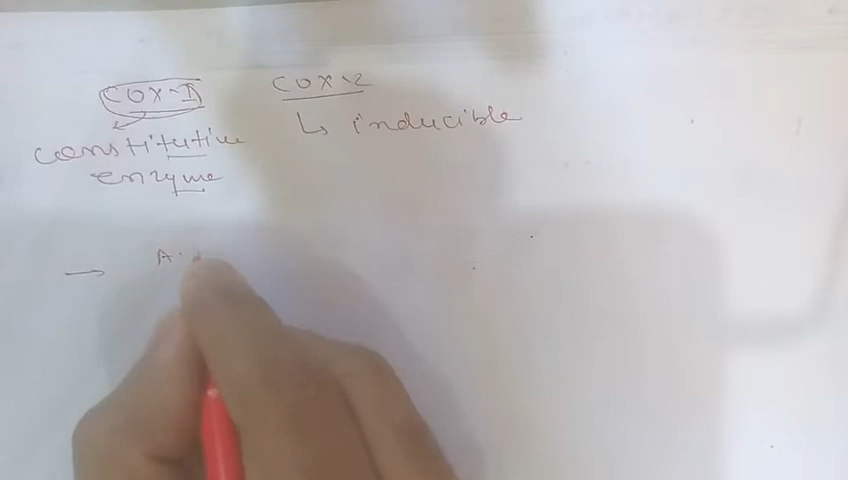 COX-I COX-2
constitutive ↳ inducible
enzyme
→ A.